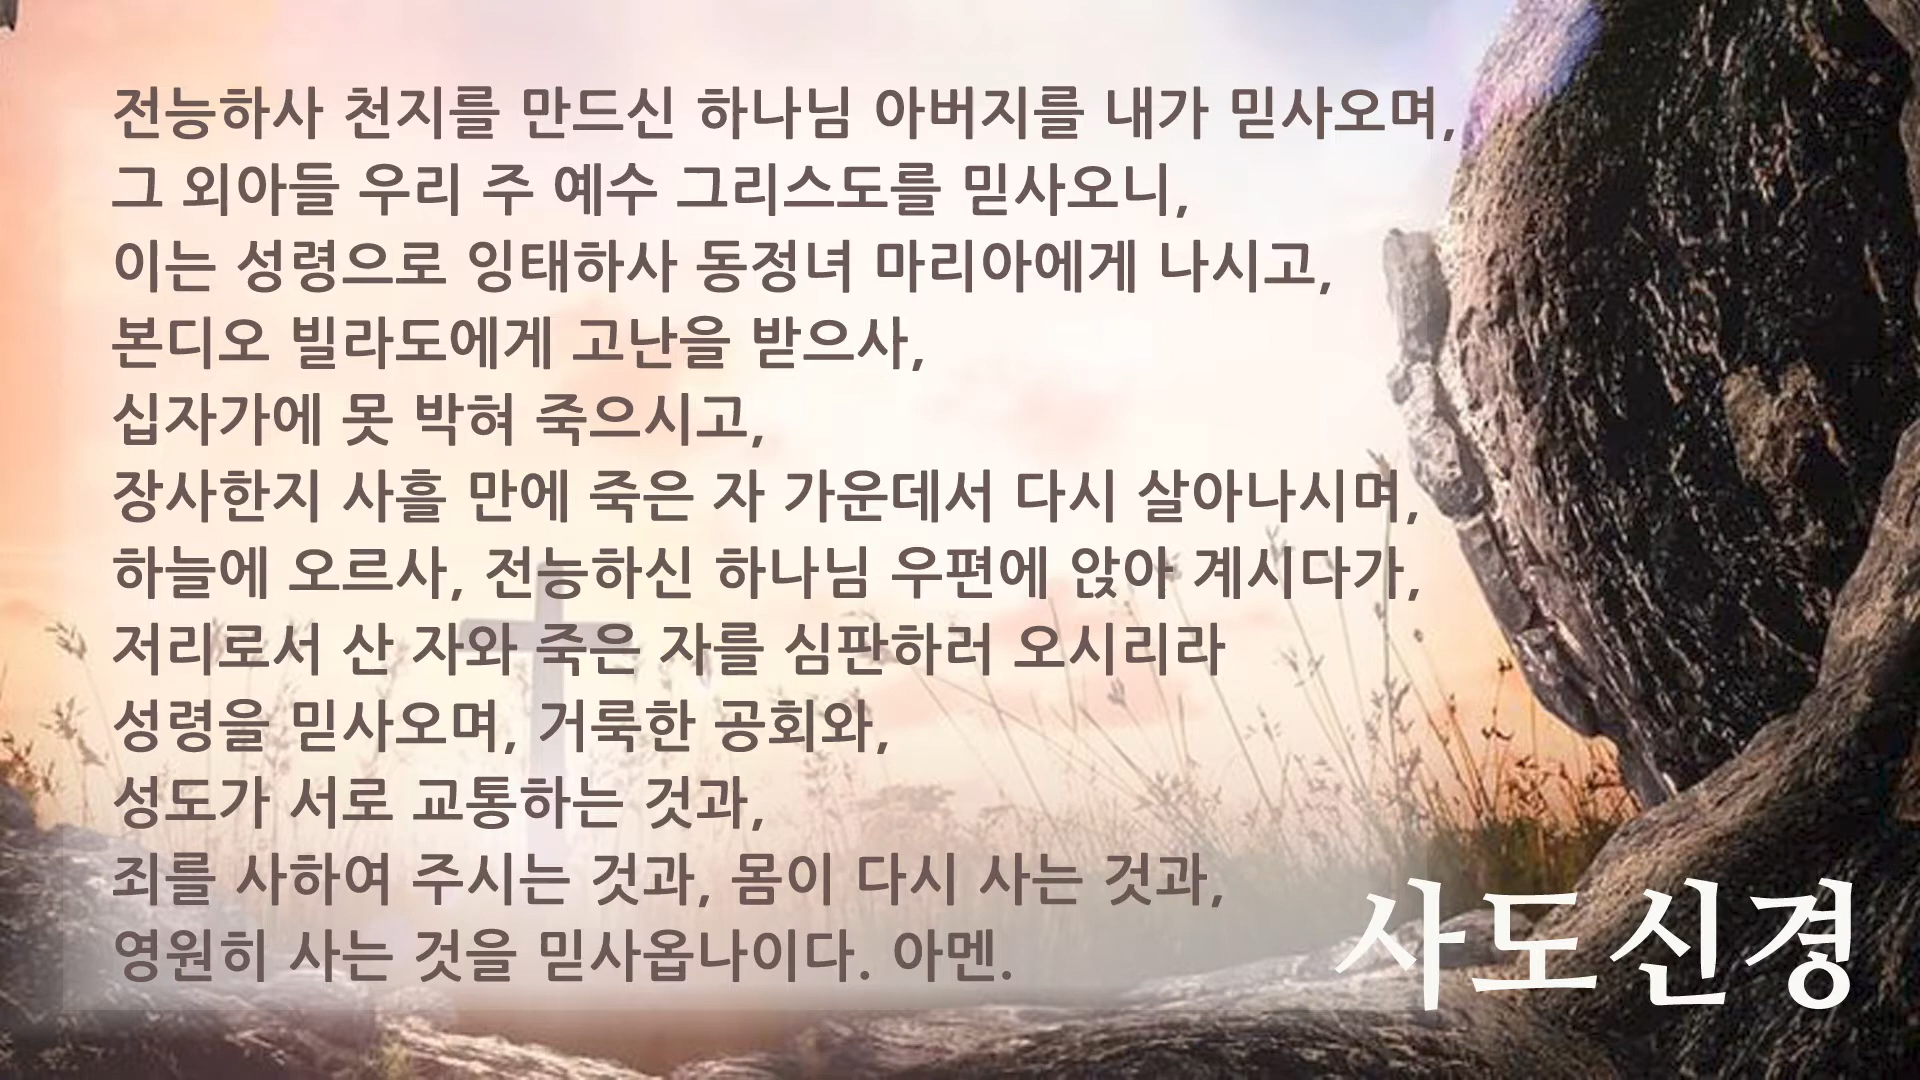 전능하사 천지를 만드신 하나님 아버지를 내가 믿사오며,
그 외아들 우리 주 예수 그리스도를 믿사오니,
이는 성령으로 잉태하사 동정녀 마리아에게 나시고,
본디오 빌라도에게 고난을 받으사,
십자가에 못 박혀 죽으시고,
장사한지 사흘 만에 죽은 자 가운데서 다시 살아나시며,
하늘에 오르사, 전능하신 하나님 우편에 앉아 계시다가,
저리로서 산 자와 죽은 자를 심판하러 오시리라
성령을 믿사오며, 거룩한 공회와,
성도가 서로 교통하는 것과,
죄를 사하여 주시는 것과, 몸이 다시 사는 것과,
영원히 사는 것을 믿사옵나이다. 아멘.
사도신경